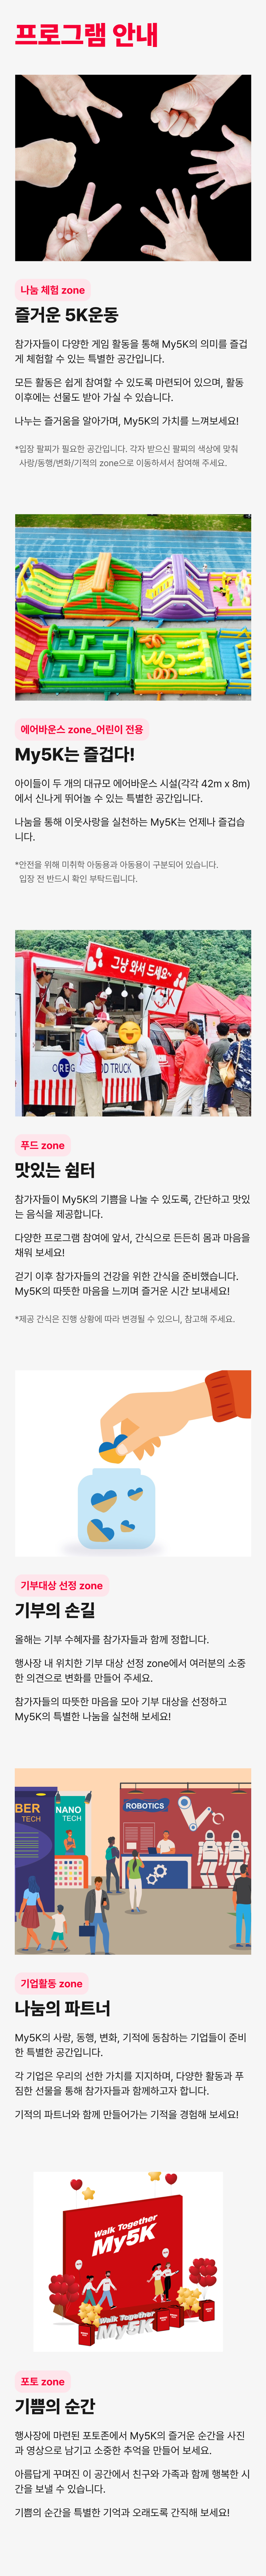 프로그램 안내
나눔 체험 zone
즐거운 5K운동
참가자들이 다양한 게임 활동을 통해 My5K의 의미를 즐겁
게 체험할 수 있는 특별한 공간입니다.
모든 활동은 쉽게 참여할 수 있도록 마련되어 있으며, 활동
이후에는 선물도 받아 가실 수 있습니다.
나누는 즐거움을 알아가며, My5K의 가치를 느껴보세요!
*입장 팔찌가 필요한 공간입니다. 각자 받으신 팔찌의 색상에 맞춰
사랑/동행/변화/기적의 zone으로 이동하셔서 참여해 주세요.
에어바운스 zone_어린이 전용
My5K는 즐겁다!
아이들이 두 개의 대규모 에어바운스 시설(각각 42m x 8m)
에서 신나게 뛰어놀 수 있는 특별한 공간입니다.
나눔을 통해 이웃사랑을 실천하는 My5K는 언제나 즐겁습
니다.
*안전을 위해 미취학 아동용과 아동용이 구분되어 있습니다.
입장 전 반드시 확인 부탁드립니다.
그냥 와서 드세요~
OREG
OD TRUCK
푸드 zone
맛있는 쉼터
참가자들이 My5K의 기쁨을 나눌 수 있도록, 간단하고 맛있
는 음식을 제공합니다.
다양한 프로그램 참여에 앞서, 간식으로 든든히 몸과 마음을
채워 보세요!
걷기 이후 참가자들의 건강을 위한 간식을 준비했습니다.
My5K의 따뜻한 마음을 느끼며 즐거운 시간 보내세요!
*제공 간식은 진행 상황에 따라 변경될 수 있으니, 참고해 주세요.
기부대상 선정 zone
기부의 손길
올해는 기부 수혜자를 참가자들과 함께 정합니다.
행사장 내 위치한 기부 대상 선정 zone에서 여러분의 소중
한 의견으로 변화를 만들어 주세요.
참가자들의 따뜻한 마음을 모아 기부 대상을 선정하고
My5K의 특별한 나눔을 실천해 보세요!
BER
TECH
NANO
TECH
ROBOTICS
기업활동 zone
나눔의 파트너
My5K의 사랑, 동행, 변화, 기적에 동참하는 기업들이 준비
한 특별한 공간입니다.
각 기업은 우리의 선한 가치를 지지하며, 다양한 활동과 푸
짐한 선물을 통해 참가자들과 함께하고자 합니다.
기적의 파트너와 함께 만들어가는 기적을 경험해 보세요!
Walk Together
My5K
Walk Together
My5K
포토 zone
기쁨의 순간
행사장에 마련된 포토존에서 My5K의 즐거운 순간을 사진
과 영상으로 남기고 소중한 추억을 만들어 보세요.
아름답게 꾸며진 이 공간에서 친구와 가족과 함께 행복한 시
간을 보낼 수 있습니다.
기쁨의 순간을 특별한 기억과 오래도록 간직해 보세요!